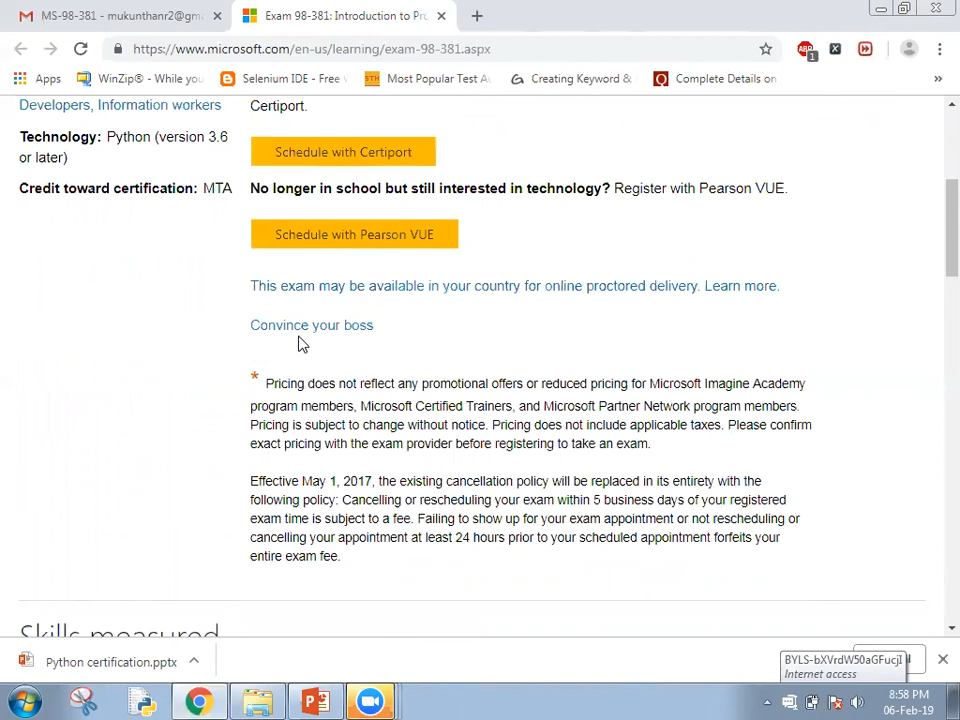 MS-98-381 - mukunthanr2@gm
Exam 98-381: Introduction to Pr
https://www.microsoft.com/en-us/learning/exam-98-381.aspx
1
Apps
WinZip® - While you
Selenium IDE - Free
STH
Most Popular Test A
Creating Keyword &
Complete Details on
»
Developers, Information workers
Technology: Python (version 3.6
or later)
Credit toward certification: MTA
Certiport.
Schedule with Certiport
No longer in school but still interested in technology? Register with Pearson VUE.
Schedule with Pearson VUE
This exam may be available in your country for online proctored delivery. Learn more.
Convince your boss
* Pricing does not reflect any promotional offers or reduced pricing for Microsoft Imagine Academy
program members, Microsoft Certified Trainers, and Microsoft Partner Network program members.
Pricing is subject to change without notice. Pricing does not include applicable taxes. Please confirm
exact pricing with the exam provider before registering to take an exam.
Effective May 1, 2017, the existing cancellation policy will be replaced in its entirety with the
following policy: Cancelling or rescheduling your exam within 5 business days of your registered
exam time is subject to a fee. Failing to show up for your exam appointment or not rescheduling or
cancelling your appointment at least 24 hours prior to your scheduled appointment forfeits your
entire exam fee.
Skills measured
Python certification.pptx
BYLS-bXVrdW50aGFucjI
Internet access
8:58 PM
06-Feb-19